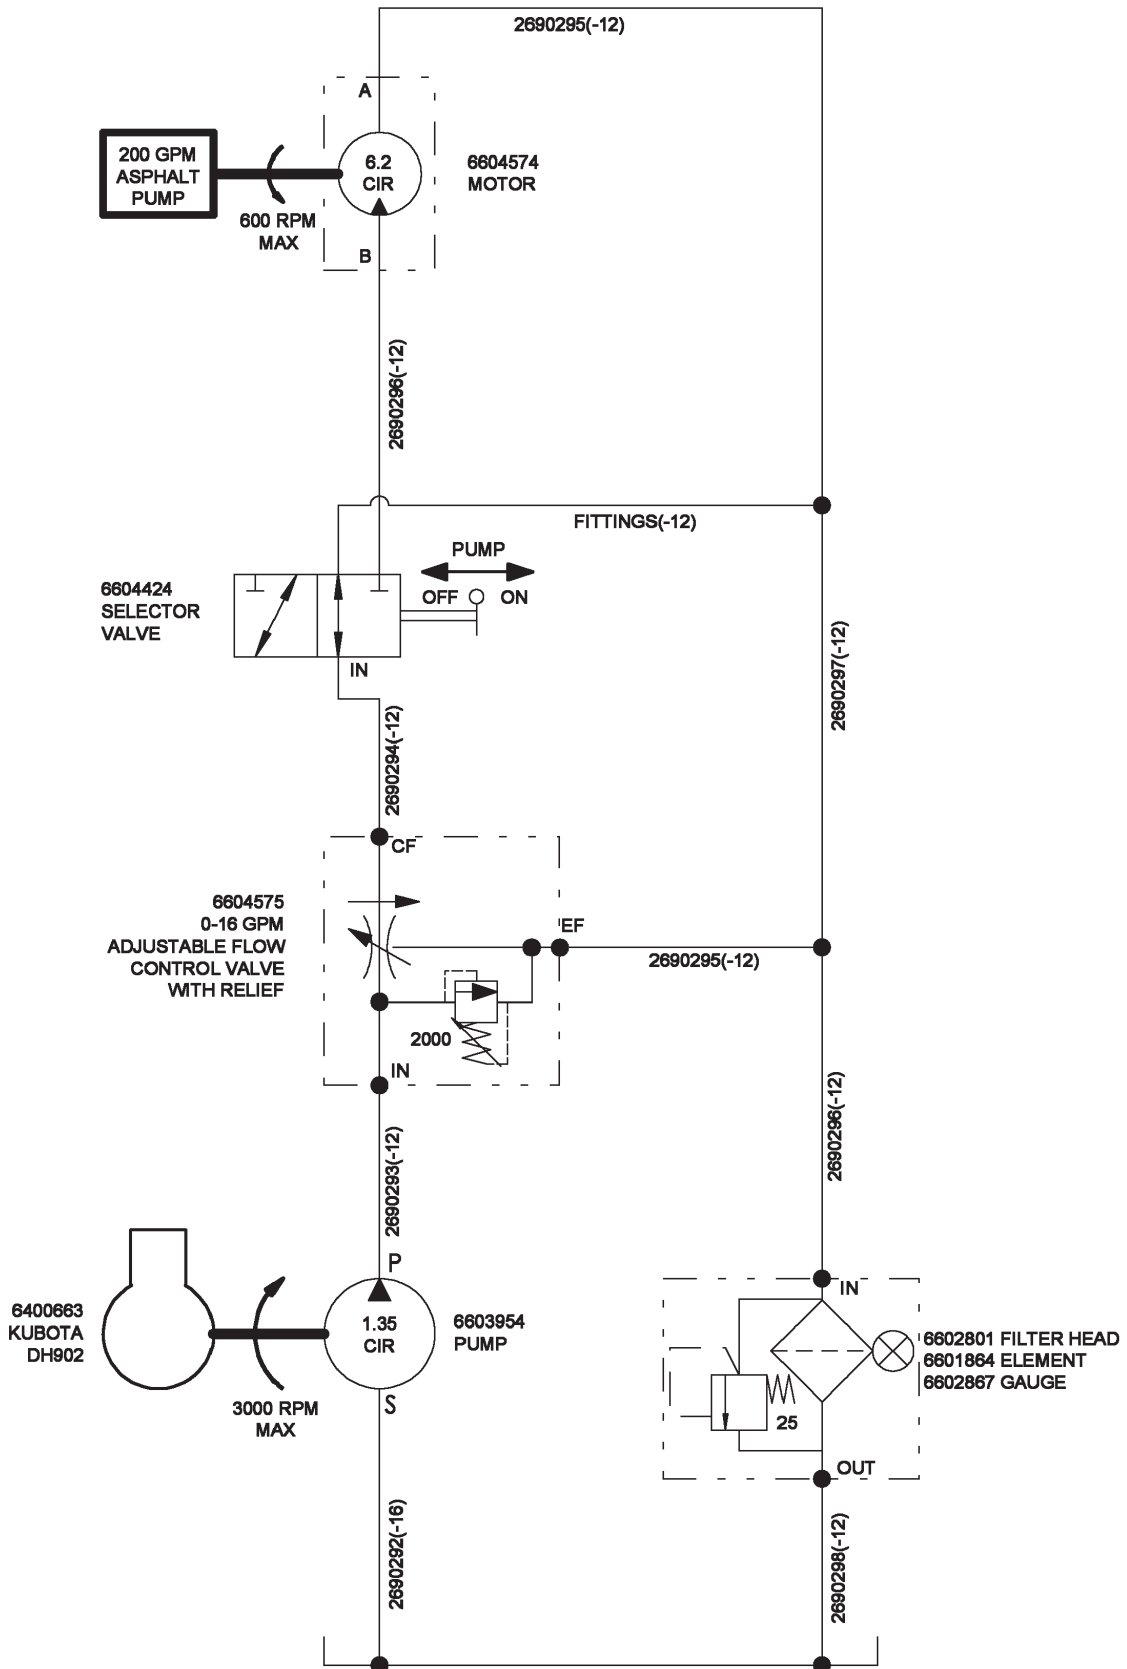 2690295(-12)
A
200 GPM
ASPHALT
PUMP
6.2
CIR
6604574
MOTOR
600 RPM
MAX
B
2690296(-12)
FITTINGS(-12)
PUMP
OFF
ON
6604424
SELECTOR
VALVE
IN
2690297(-12)
2690294(-12)
CF
6604575
0-16 GPM
ADJUSTABLE FLOW
CONTROL VALVE
WITH RELIEF
EF
2690295(-12)
2000
IN
2690296(-12)
2690293(-12)
P
IN
6400663
KUBOTA
DH902
1.35
CIR
6603954
PUMP
6602801 FILTER HEAD
6601864 ELEMENT
6602867 GAUGE
3000 RPM
MAX
S
25
OUT
2690292(-16)
2690298(-12)